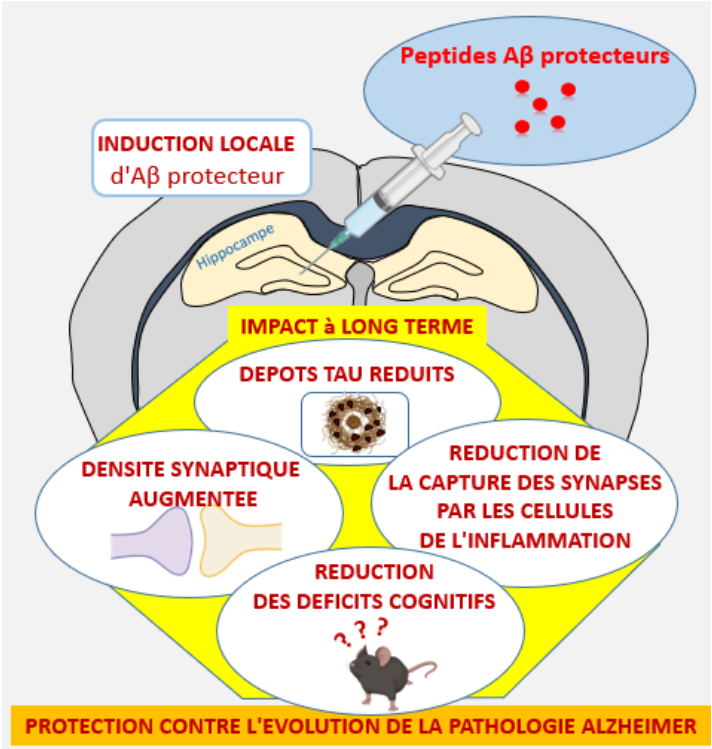 Peptides Aβ protecteurs
INDUCTION LOCALE
d'Aβ protecteur
Hippocampe
IMPACT à LONG TERME
DEPOTS TAU REDUITS
DENSITE SYNAPTIQUE
AUGMENTEE
REDUCTION DE
LA CAPTURE DES SYNAPSES
PAR LES CELLULES
DE L'INFLAMMATION
REDUCTION
DES DEFICITS COGNITIFS
? ? ?
PROTECTION CONTRE L'EVOLUTION DE LA PATHOLOGIE ALZHEIMER